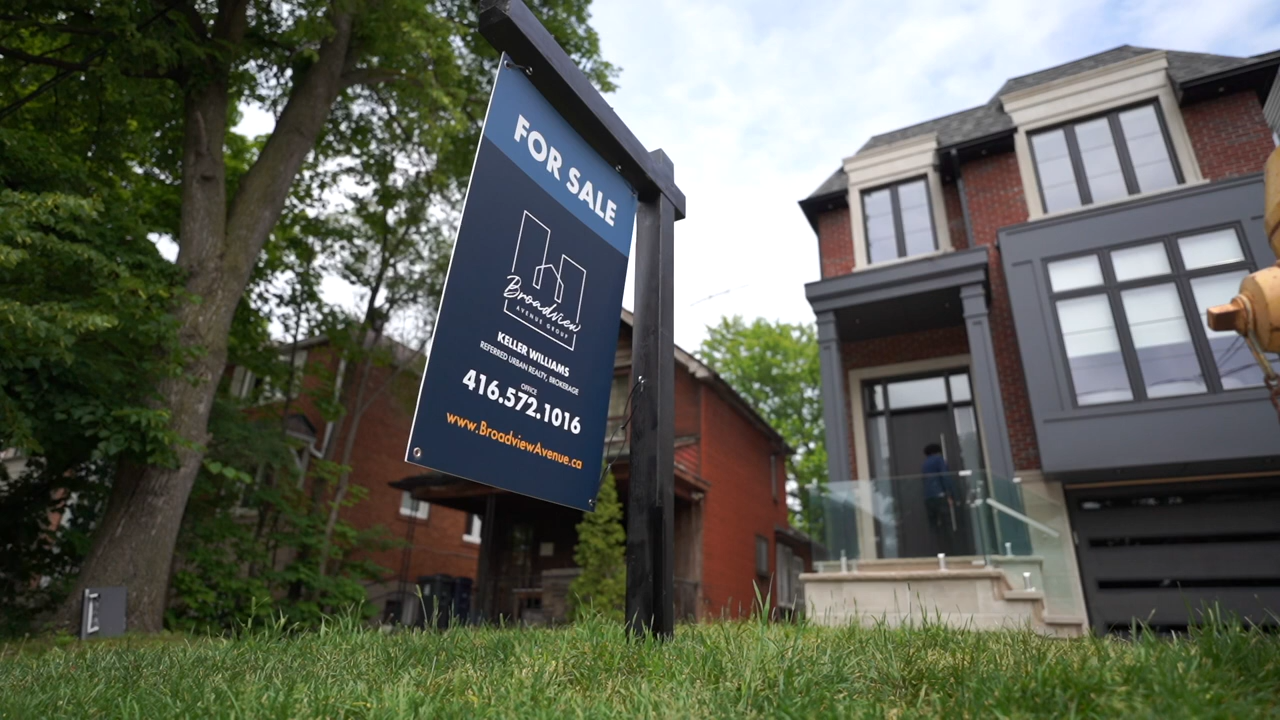 FOR SALE
Broadview
AVENUE GROUP
KELLER WILLIAMS
REFERRED URBAN REALTY, BROKERAGE
OFFICE
416.572.1016
www.BroadviewAvenue.ca